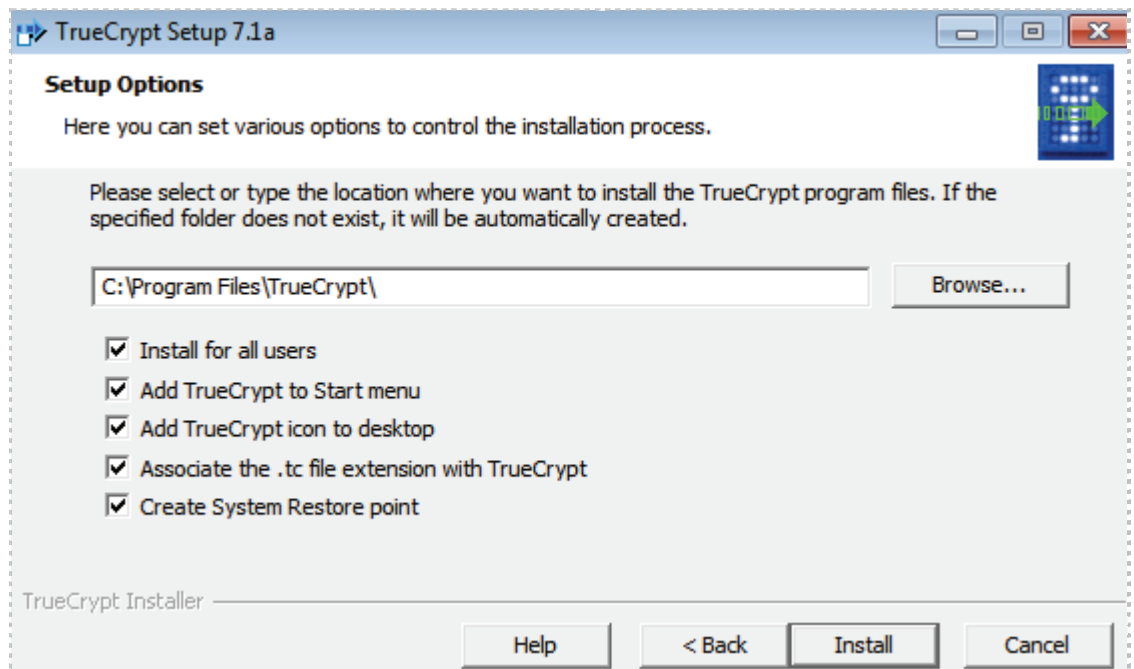 TrueCrypt Setup 7.1a
Setup Options
Here you can set various options to control the installation process.
Please select or type the location where you want to install the TrueCrypt program files. If the
specified folder does not exist, it will be automatically created.
C:\Program Files\TrueCrypt\
Browse...
Install for all users
Add TrueCrypt to Start menu
Add TrueCrypt icon to desktop
Associate the .tc file extension with TrueCrypt
Create System Restore point
TrueCrypt Installer
Help
< Back
Install
Cancel